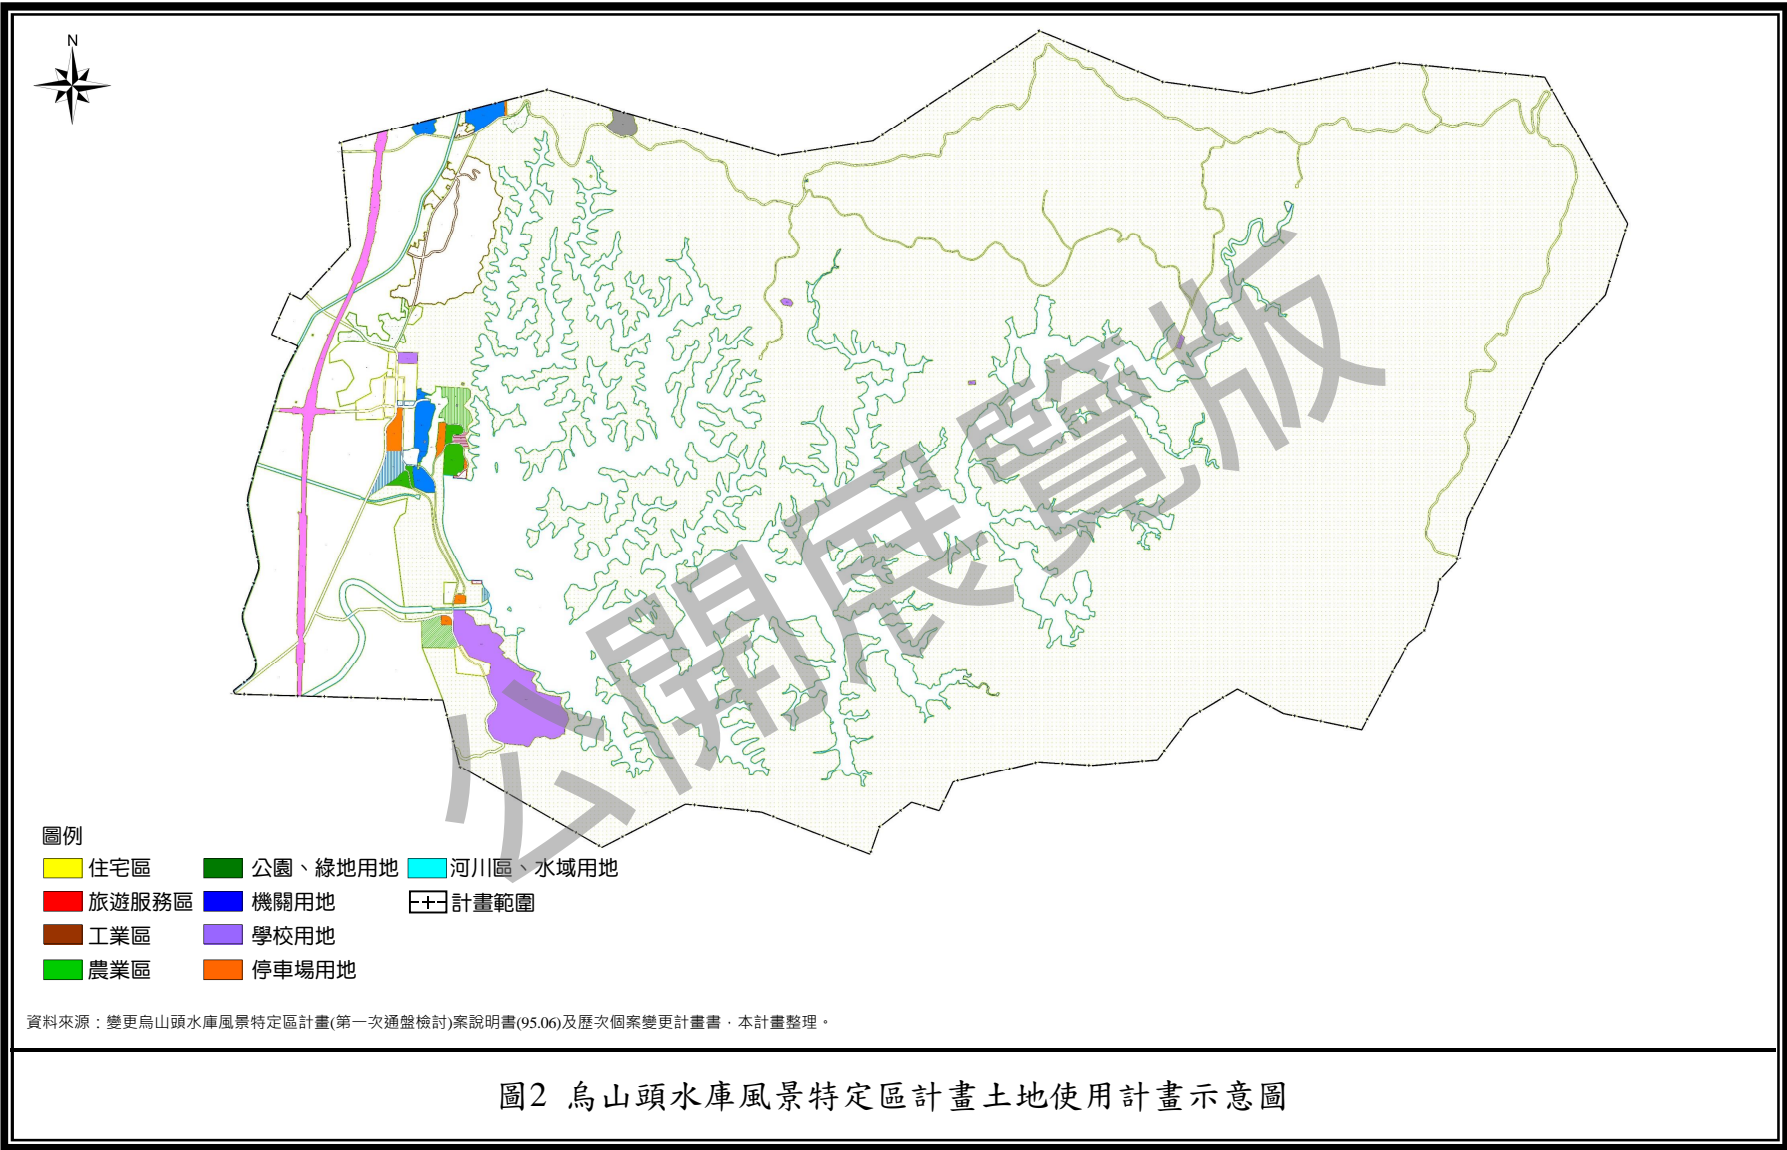 N
公開展覽版
圖例
住宅區
公園、綠地用地
河川區、水域用地
旅遊服務區
機關用地
計畫範圍
工業區
學校用地
農業區
停車場用地
資料來源：變更烏山頭水庫風景特定區計畫(第一次通盤檢討)案說明書(95.06)及歷次個案變更計畫書，本計畫整理。
圖2 烏山頭水庫風景特定區計畫土地使用計畫示意圖